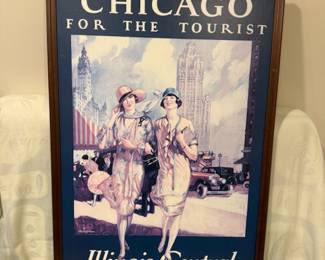 CHICAGO
FOR THE TOURIST
Illinois Central